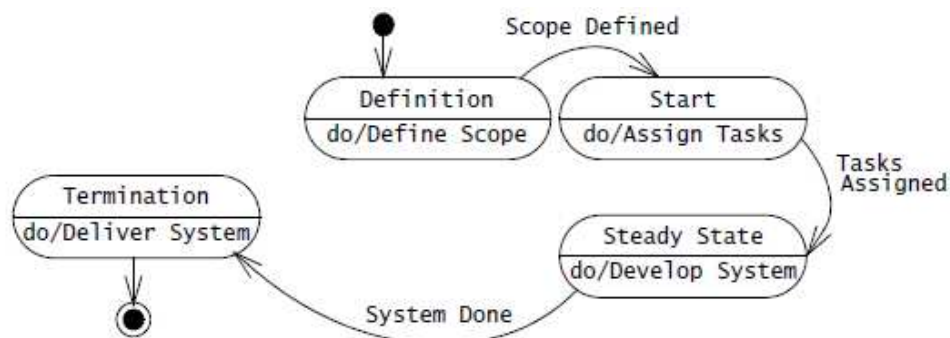 Scope Defined
Definition
do/Define Scope
Start
do/Assign Tasks
Tasks
Assigned
Termination
do/Deliver System
Steady State
do/Develop System
System Done